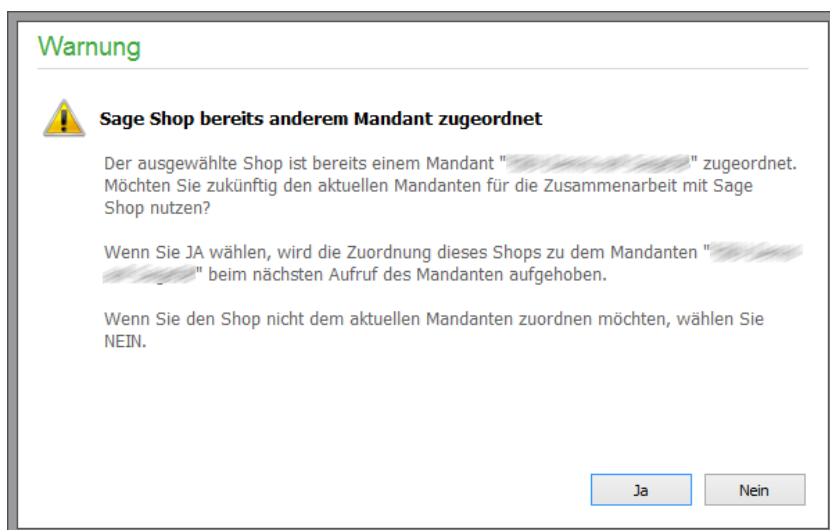 Warnung
Sage Shop bereits anderem Mandant zugeordnet
Der ausgewählte Shop ist bereits einem Mandant "" zugeordnet.
Möchten Sie zukünftig den aktuellen Mandanten für die Zusammenarbeit mit Sage
Shop nutzen?
Wenn Sie JA wählen, wird die Zuordnung dieses Shops zu dem Mandanten "
" beim nächsten Aufruf des Mandanten aufgehoben.
Wenn Sie den Shop nicht dem aktuellen Mandanten zuordnen möchten, wählen Sie
NEIN.
Ja Nein